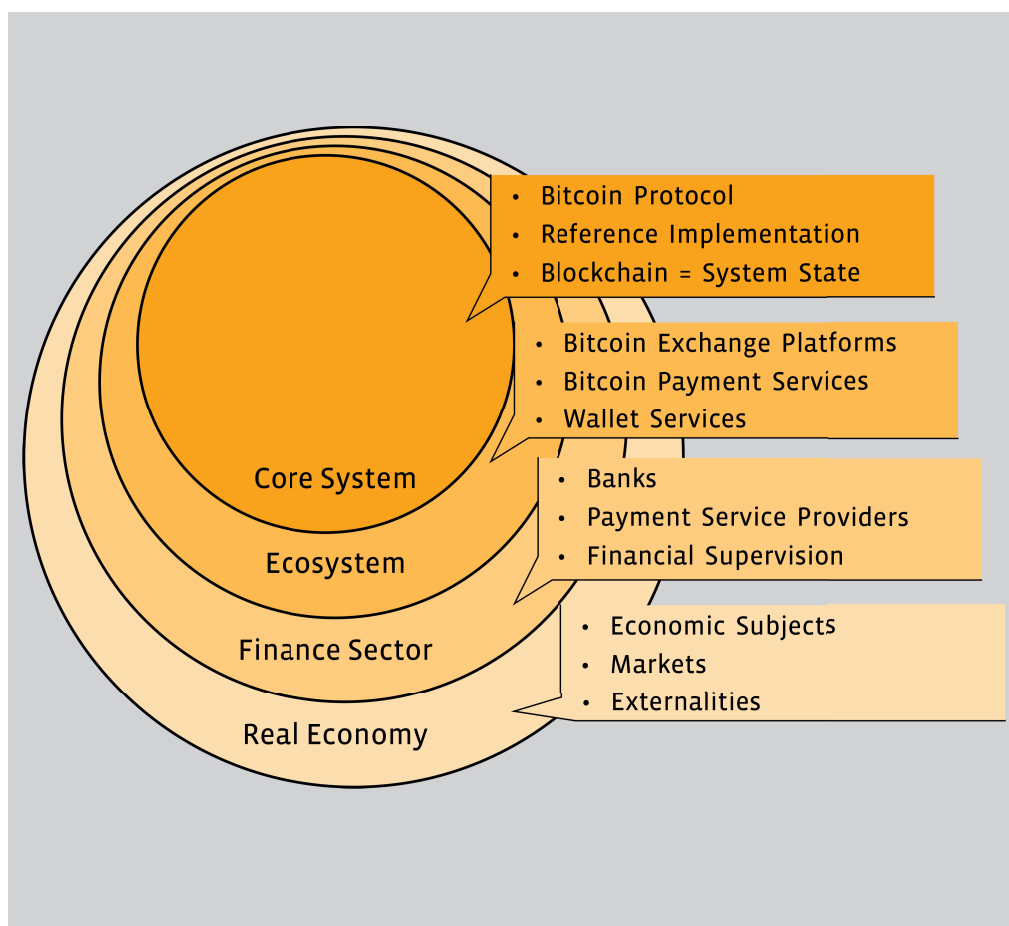 • Bitcoin Protocol
• Reference Implementation
• Blockchain = System State
• Bitcoin Exchange Platforms
• Bitcoin Payment Services
• Wallet Services
Core System
• Banks
• Payment Service Providers
• Financial Supervision
Ecosystem
• Economic Subjects
• Markets
• Externalities
Finance Sector
Real Economy